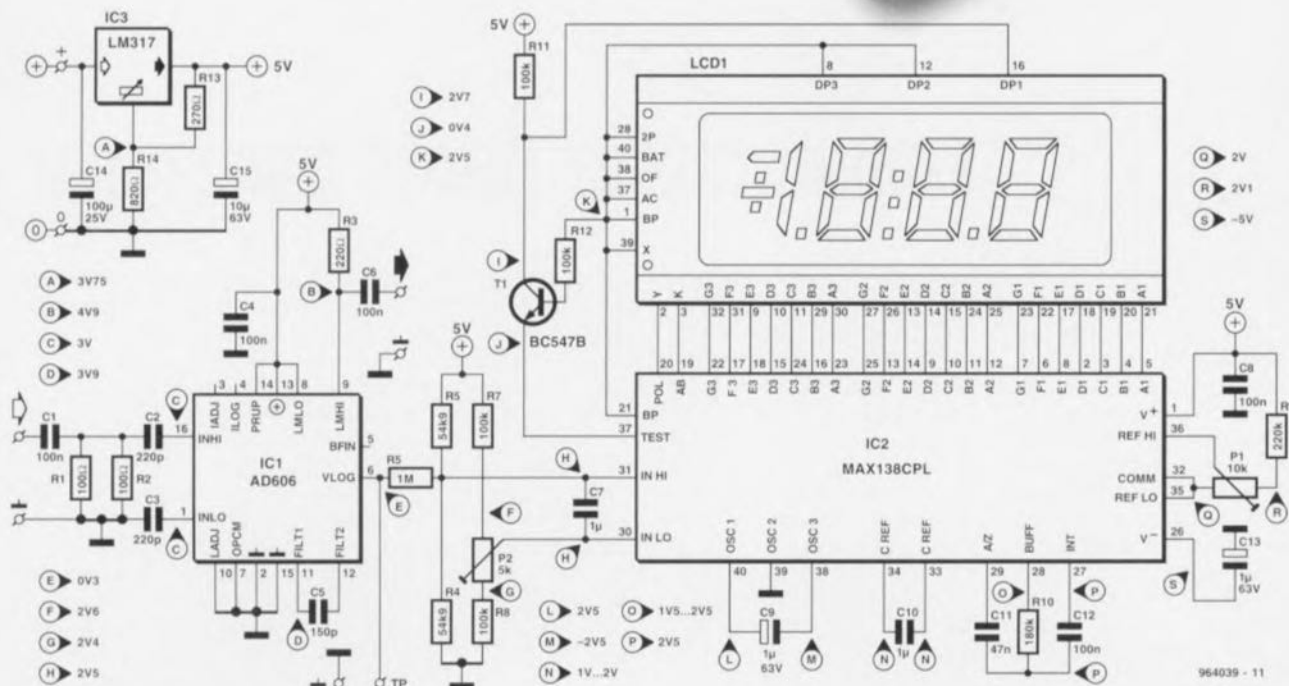 IC3
LM317
+
+
+ 5V
R13
270Ω
A
R14
820Ω
C14
100µ
25V
C15
10µ
63V
0
0
A 3V75
B 4V9
C 3V
D 3V9
5V
+
R3
220Ω
B
C6
100n
C4
100n
C
C1
100n
C2
220p
R1
100Ω
R2
100Ω
C3
220p
C
3 4 14 13 8 9
IADJ ILOG PRUP + LMLO LMHI
16 INHI
BFIN 5
IC1
AD606
VLOG 6
1 INLO
LADJ OPCM FILT1 FILT2
10 7 2 15 11 12
C5
150p
D
R5
1M
E
TP
E 0V3
F 2V6
G 2V4
H 2V5
I 2V7
J 0V4
K 2V5
5V +
R11
100k
I
T1
BC547B
J
R12
100k
K
5V
+
R5
54k9
R7
100k
F
P2
5k
G
R4
54k9
R8
100k
H
C7
1µ
H
LCD1
8 12 16
DP3 DP2 DP1
28 2P
40 BAT
38 OF
37 AC
1 BP
39 X
Y K G3 F3 E3 D3 C3 B3 A3 G2 F2 E2 D2 C2 B2 A2 G1 F1 E1 D1 C1 B1 A1
2 3 32 31 9 10 11 29 30 27 26 13 14 15 24 25 23 22 17 18 19 20 21
20 19 22 17 18 15 24 16 23 25 13 14 9 10 11 12 7 6 8 2 3 4 5
POL AB G3 F3 E3 D3 C3 B3 A3 G2 F2 E2 D2 C2 B2 A2 G1 F1 E1 D1 C1 B1 A1
21 BP
37 TEST
31 IN HI
30 IN LO
IC2
MAX138CPL
V+ 1
REF HI 36
COMM 32
REF LO 35
V− 26
OSC 1 OSC 2 OSC 3 C REF C REF A/Z BUFF INT
40 39 38 34 33 29 28 27
Q 2V
R 2V1
S −5V
5V
+
C8
100n
R
220k
P1
10k
Q
R
C13
1µ
63V
S
L 2V5
M −2V5
N 1V...2V
O 1V5...2V5
P 2V5
C9
1µ
63V
L
M
C10
1µ
N
N
O
P
C11
47n
R10
180k
C12
100n
P
964039 - 11